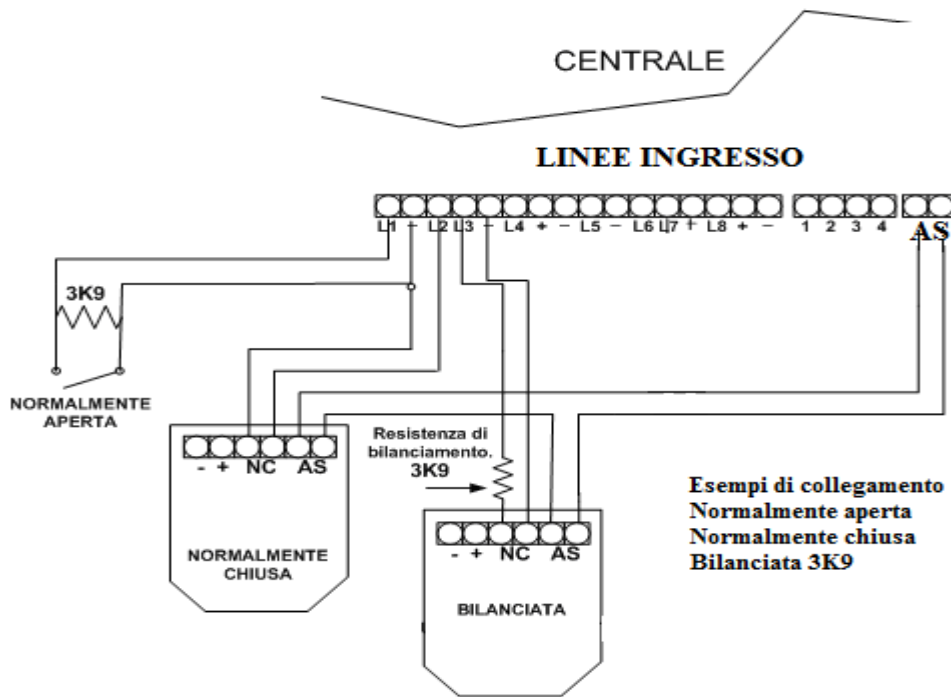 CENTRALE
LINEE INGRESSO
L1 - L2 L3 - L4 + - L5 - L6 L7 + L8 + - 1 2 3 4 AS
3K9
NORMALMENTE
APERTA
- + NC AS
NORMALMENTE
CHIUSA
Resistenza di
bilanciamento.
3K9
- + NC AS
BILANCIATA
Esempi di collegamento
Normalmente aperta
Normalmente chiusa
Bilanciata 3K9